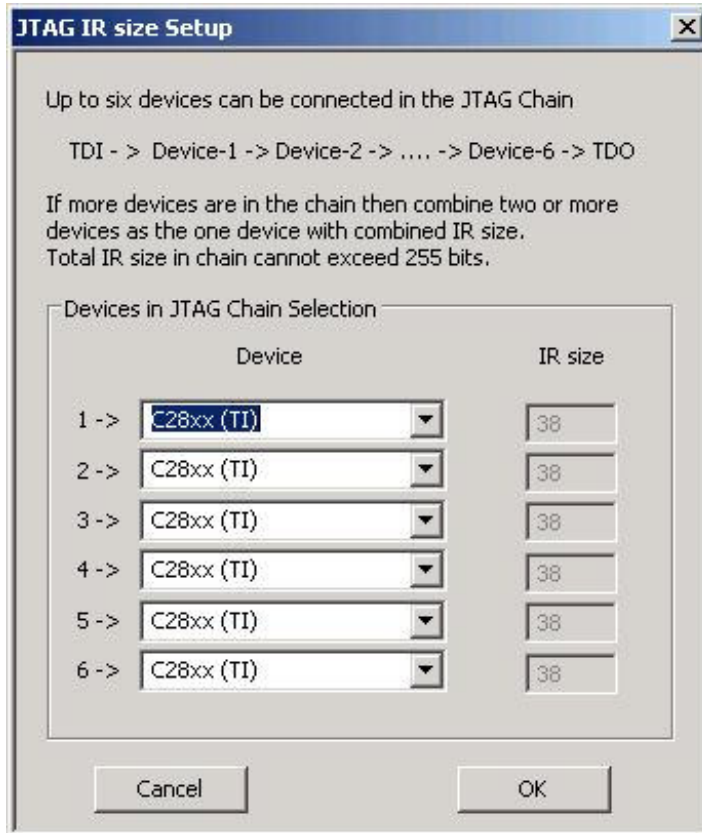 JTAG IR size Setup
Up to six devices can be connected in the JTAG Chain
TDI - > Device-1 -> Device-2 -> .... -> Device-6 -> TDO
If more devices are in the chain then combine two or more
devices as the one device with combined IR size.
Total IR size in chain cannot exceed 255 bits.
Devices in JTAG Chain Selection
Device IR size
1 -> C28xx (TI) 38
2 -> C28xx (TI) 38
3 -> C28xx (TI) 38
4 -> C28xx (TI) 38
5 -> C28xx (TI) 38
6 -> C28xx (TI) 38
Cancel OK